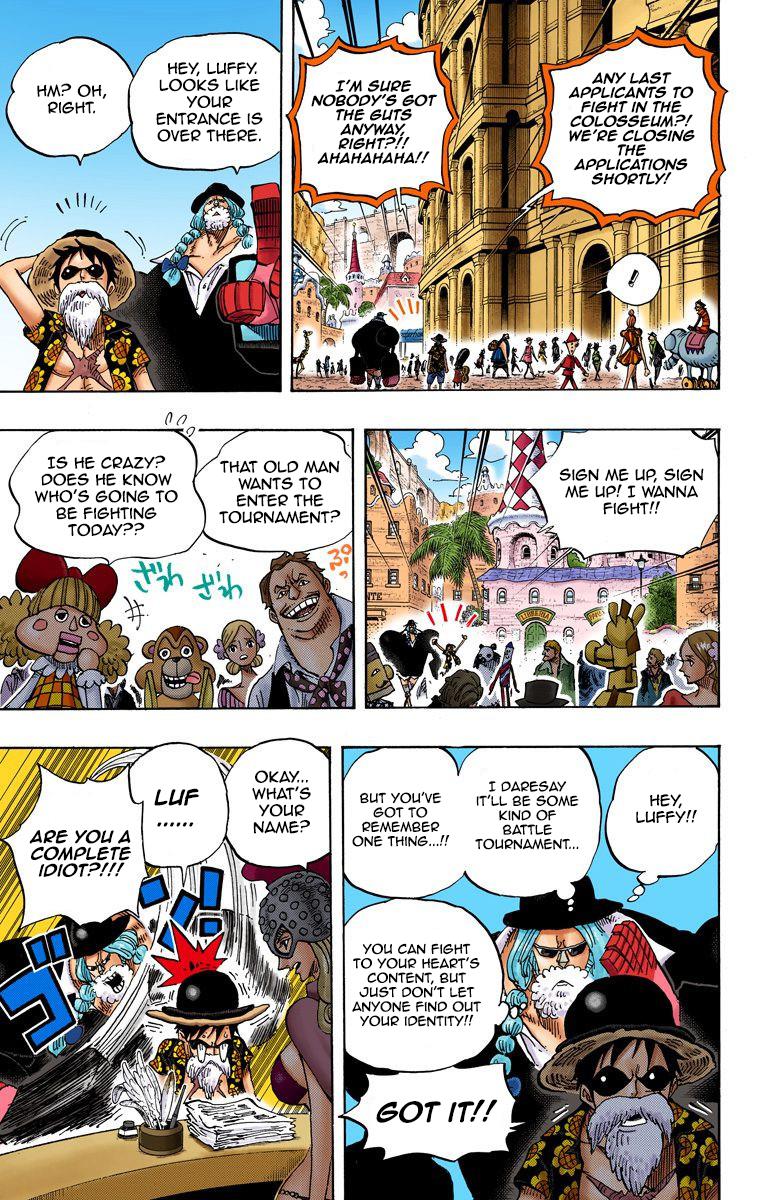 ANY LAST
APPLICANTS TO
FIGHT IN THE
COLOSSEUM?!
WE'RE CLOSING
THE
APPLICATIONS
SHORTLY!
I'M SURE
NOBODY'S GOT
THE GUTS
ANYWAY,
RIGHT?!!
AHAHAHAHA!!
!
HEY, LUFFY.
LOOKS LIKE
YOUR
ENTRANCE IS
OVER THERE.
HM? OH,
RIGHT.
SIGN ME UP, SIGN
ME UP! I WANNA
FIGHT!!
THAT OLD MAN
WANTS TO
ENTER THE
TOURNAMENT?
IS HE CRAZY?
DOES HE KNOW
WHO'S GOING TO
BE FIGHTING
TODAY??
ぷっ
ざわ
ざわ
HEY,
LUFFY!!
I DARESAY
IT'LL BE SOME
KIND OF
BATTLE
TOURNAMENT...
BUT YOU'VE
GOT TO
REMEMBER
ONE THING...!!
YOU CAN FIGHT
TO YOUR HEART'S
CONTENT, BUT
JUST DON'T LET
ANYONE FIND OUT
YOUR IDENTITY!!
GOT IT!!
OKAY...
WHAT'S
YOUR
NAME?
LUF
......
ARE YOU A
COMPLETE
IDIOT?!!!
ゴン!!